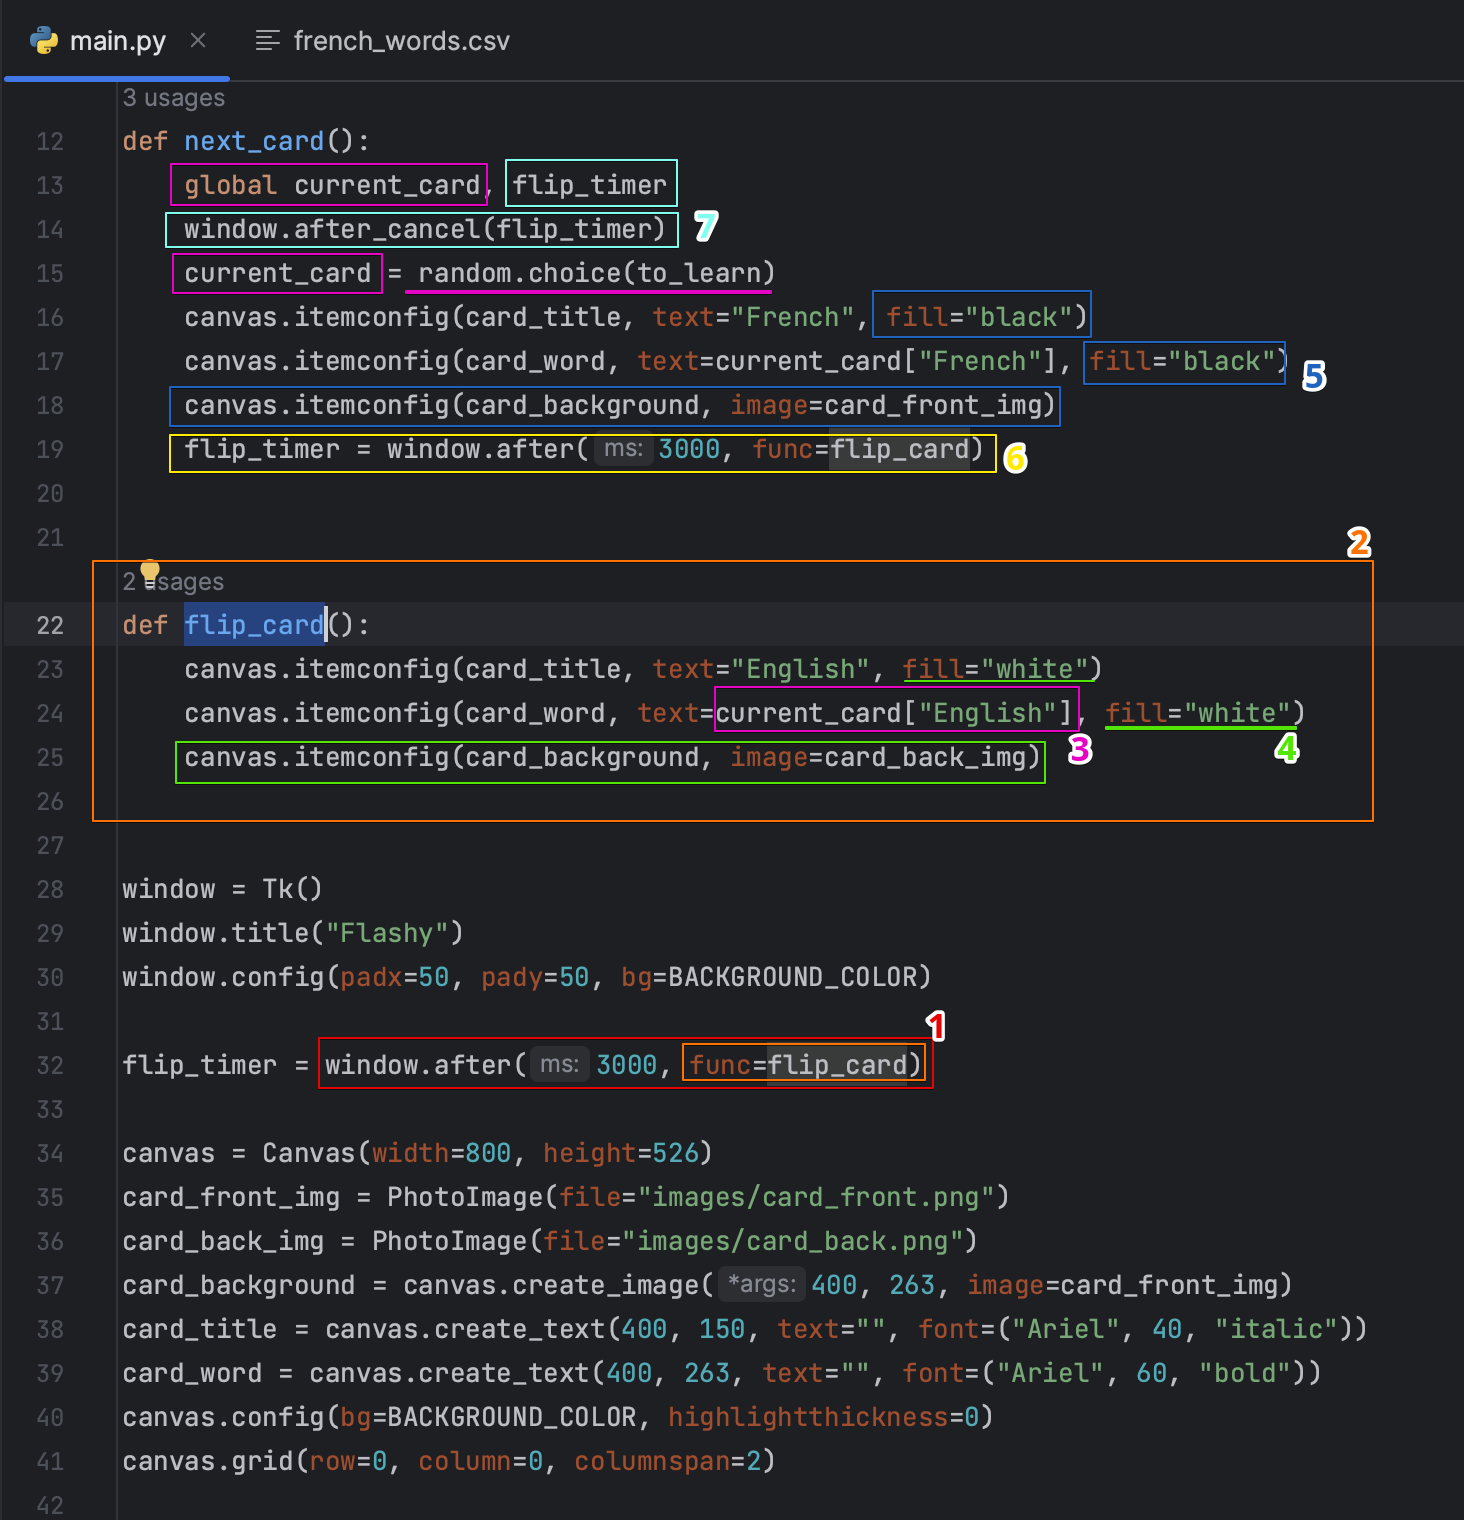 main.py × french_words.csv
3 usages
12 def next_card():
13 global current_card, flip_timer
14 window.after_cancel(flip_timer) 7
15 current_card = random.choice(to_learn)
16 canvas.itemconfig(card_title, text="French", fill="black")
17 canvas.itemconfig(card_word, text=current_card["French"], fill="black") 5
18 canvas.itemconfig(card_background, image=card_front_img)
19 flip_timer = window.after( ms: 3000, func=flip_card) 6
20
21
2
2 usages
22 def flip_card():
23 canvas.itemconfig(card_title, text="English", fill="white")
24 canvas.itemconfig(card_word, text=current_card["English"], fill="white")
3 4
25 canvas.itemconfig(card_background, image=card_back_img)
26
27
28 window = Tk()
29 window.title("Flashy")
30 window.config(padx=50, pady=50, bg=BACKGROUND_COLOR)
31
1
32 flip_timer = window.after( ms: 3000, func=flip_card)
33
34 canvas = Canvas(width=800, height=526)
35 card_front_img = PhotoImage(file="images/card_front.png")
36 card_back_img = PhotoImage(file="images/card_back.png")
37 card_background = canvas.create_image( *args: 400, 263, image=card_front_img)
38 card_title = canvas.create_text(400, 150, text="", font=("Ariel", 40, "italic"))
39 card_word = canvas.create_text(400, 263, text="", font=("Ariel", 60, "bold"))
40 canvas.config(bg=BACKGROUND_COLOR, highlightthickness=0)
41 canvas.grid(row=0, column=0, columnspan=2)
42